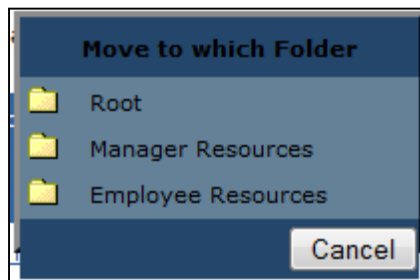 Move to which Folder
Root
Manager Resources
Employee Resources
Cancel